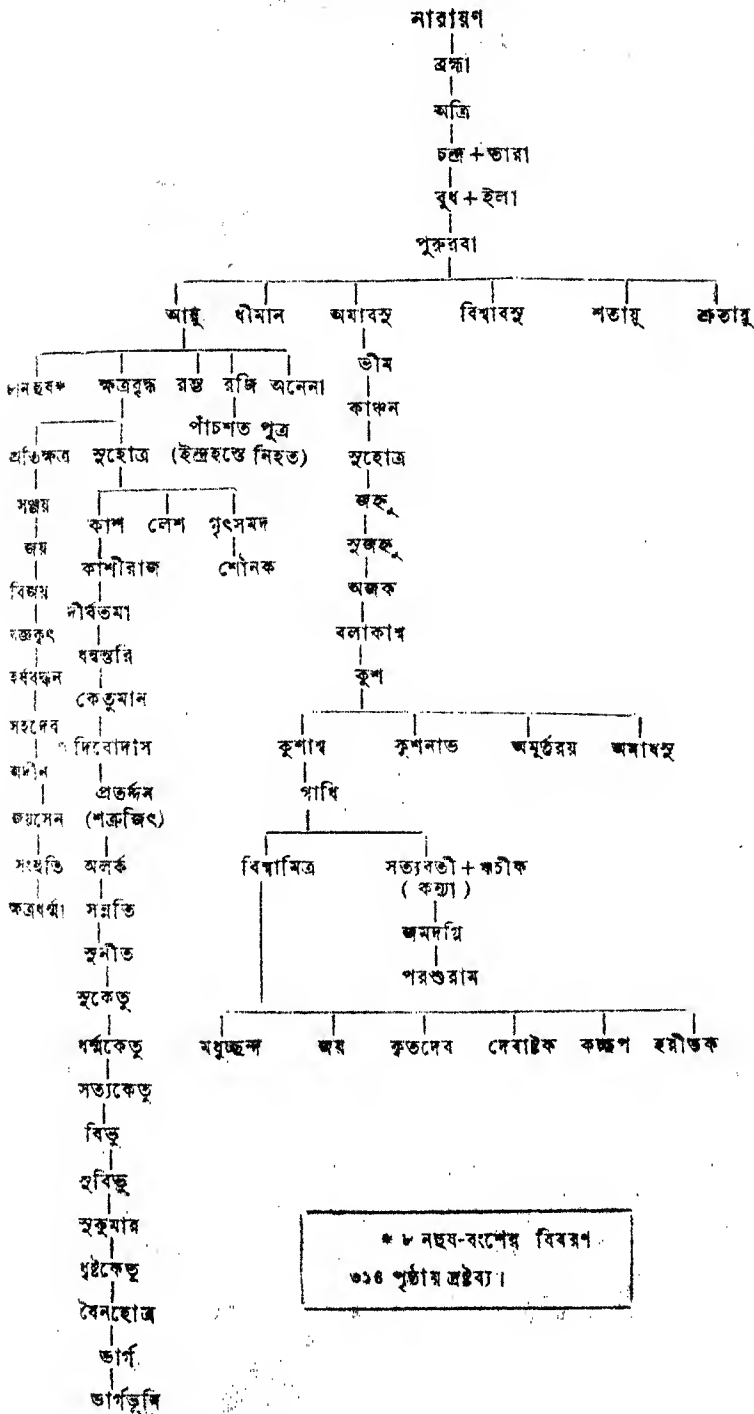 নারায়ণ
ব্রহ্মা
অত্রি
চন্দ্র + তারা
বুধ + ইলা
পুরুরবা
আয়ু ধীমান অমাবসু বিশ্বাবসু শতায়ু শ্রুতায়ু
৮নহুষ* ক্ষত্রবৃদ্ধ রম্ভ রজি অনেনা
পাঁচশত পুত্র
(ইন্দ্রহস্তে নিহত)
প্রতিক্ষত্র সুহোত্র
সঞ্জয়
জয়
বিজয়
যজ্ঞকৃৎ
হর্ষবর্দ্ধন
সহদেব
অদীন
জয়সেন
সংহৃতি
ক্ষত্রধর্ম্মা
কাশ লেশ গৃৎসমদ
কাশীরাজ শৌনক
দীর্ঘতমা
ধন্বন্তরি
কেতুমান
দিবোদাস
প্রতর্দ্দন
(শত্রুজিৎ)
অলর্ক
সন্নতি
সুনীত
সুকেতু
ধর্ম্মকেতু
সত্যকেতু
বিভু
সুবিভু
সুকুমার
ধৃষ্টকেতু
বৈনহোত্র
ভার্গ
ভার্গভূমি
ভীম
কাঞ্চন
সুহোত্র
জহ্নু
সুজহ্নু
অজক
বলাকাশ্ব
কুশ
কুশাশ্ব কুশনাভ অমূর্ত্তরয় অমাবসু
গাধি
বিশ্বামিত্র সত্যবতী + ঋচীক
( কন্যা )
জমদগ্নি
পরশুরাম
মধুচ্ছন্দ জয় কৃতদেব দেবাষ্টক কচ্ছপ হরীতক
* ৮ নহুষ-বংশের বিবরণ
৩১৪ পৃষ্ঠায় দ্রষ্টব্য।